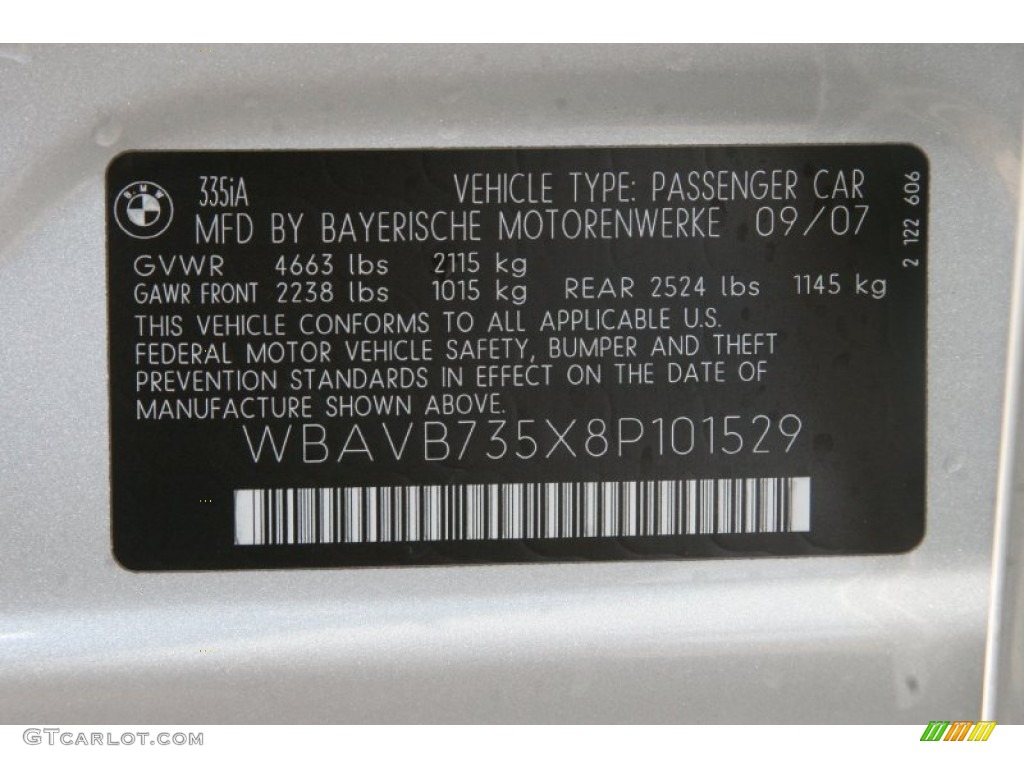 335iA VEHICLE TYPE: PASSENGER CAR
BMW MFD BY BAYERISCHE MOTORENWERKE 09/07
GVWR 4663 lbs 2115 kg
GAWR FRONT 2238 lbs 1015 kg REAR 2524 lbs 1145 kg
THIS VEHICLE CONFORMS TO ALL APPLICABLE U.S.
FEDERAL MOTOR VEHICLE SAFETY, BUMPER AND THEFT
PREVENTION STANDARDS IN EFFECT ON THE DATE OF
MANUFACTURE SHOWN ABOVE.
WBAVB735X8P101529
2 122 606
GTCARLOT.COM